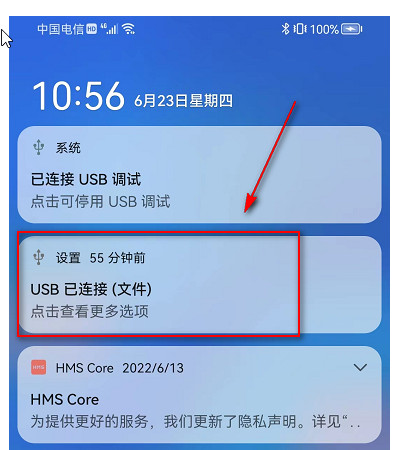 中国电信 HD 4G 100%
10:56 6月23日星期四
系统
已连接 USB 调试
点击可停用 USB 调试
设置 55 分钟前
USB 已连接 (文件)
点击查看更多选项
HMS HMS Core 2022/6/13
HMS Core
为提供更好的服务，我们更新了隐私声明。详见“..